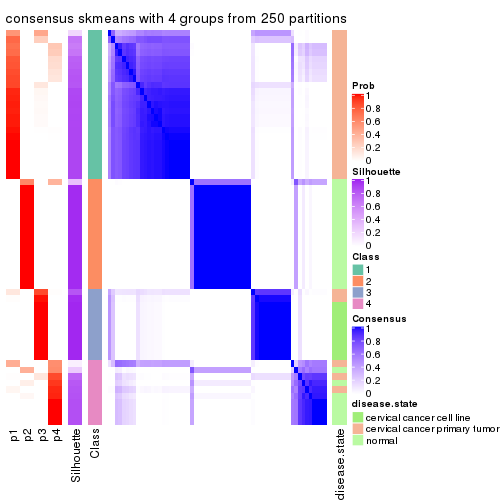 consensus skmeans with 4 groups from 250 partitions
Prob
1
0.8
0.6
0.4
0.2
0
Silhouette
1
0.8
0.6
0.4
0.2
0
Class
1
2
3
4
Consensus
1
0.8
0.6
0.4
0.2
0
disease.state
cervical cancer cell line
cervical cancer primary tumor
normal
p1
p2
p3
p4
Silhouette
Class
disease.state